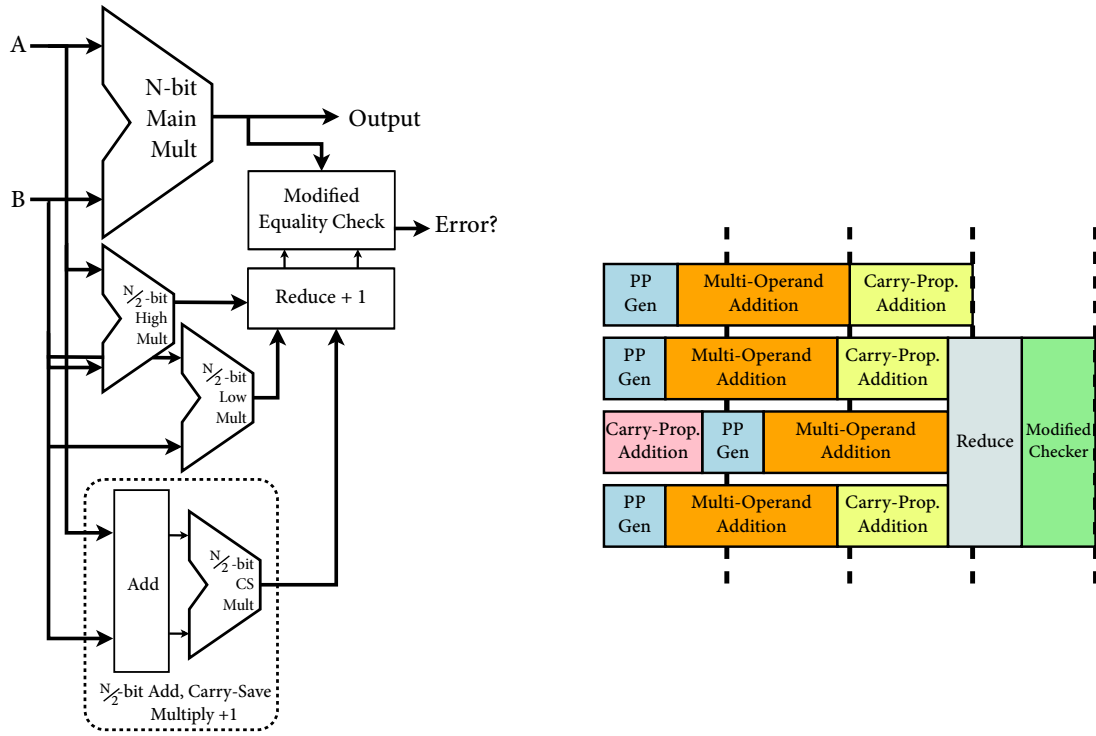 A
N-bit
Main
Mult
Output
B
Modified
Equality Check
Error?
N/2-bit
High
Mult
Reduce + 1
N/2-bit
Low
Mult
Add
N/2-bit
CS
Mult
N/2-bit Add, Carry-Save
Multiply +1
PP
Gen
Multi-Operand
Addition
Carry-Prop.
Addition
PP
Gen
Multi-Operand
Addition
Carry-Prop.
Addition
Carry-Prop.
Addition
PP
Gen
Multi-Operand
Addition
Reduce
Modified
Checker
PP
Gen
Multi-Operand
Addition
Carry-Prop.
Addition